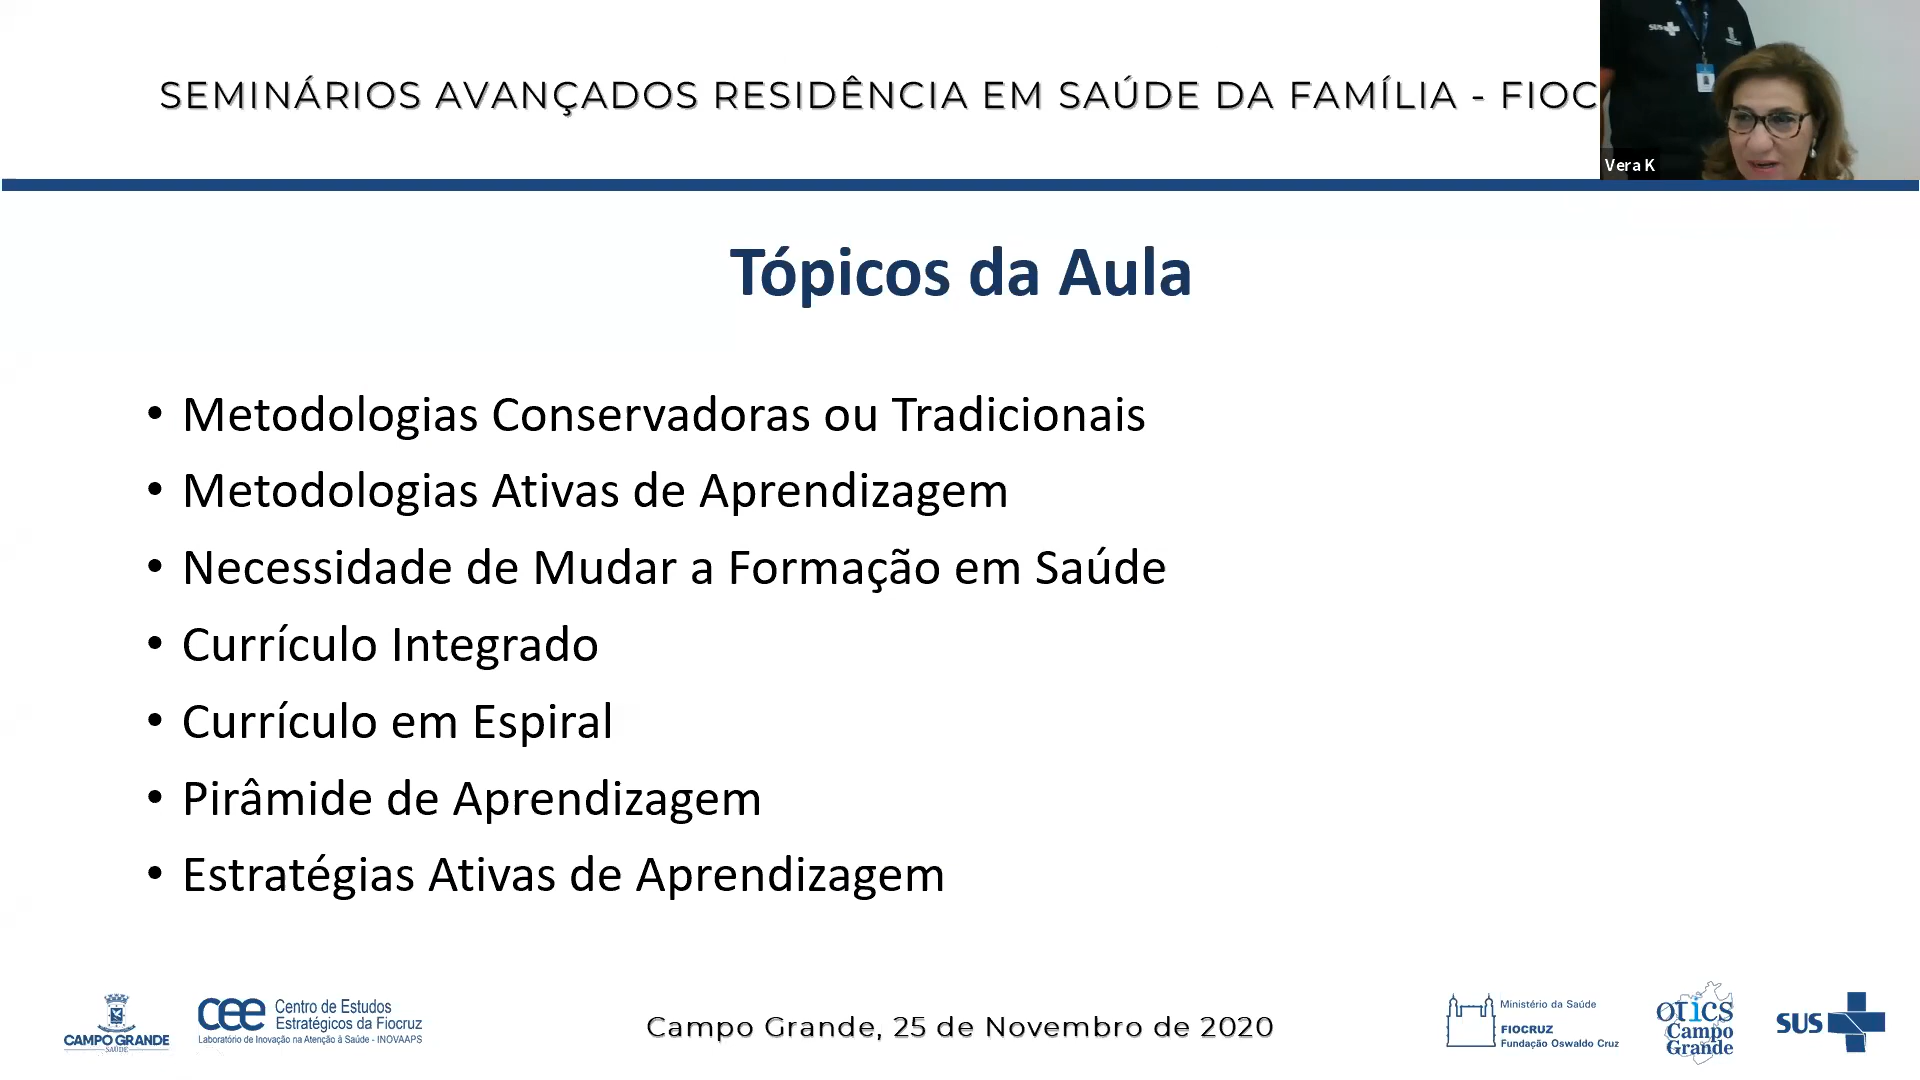 SEMINÁRIOS AVANÇADOS RESIDÊNCIA EM SAÚDE DA FAMÍLIA - FIOC
SUS
Vera K
Tópicos da Aula
• Metodologias Conservadoras ou Tradicionais
• Metodologias Ativas de Aprendizagem
• Necessidade de Mudar a Formação em Saúde
• Currículo Integrado
• Currículo em Espiral
• Pirâmide de Aprendizagem
• Estratégias Ativas de Aprendizagem
CAMPO GRANDE
SAÚDE
cee Centro de Estudos
Estratégicos da Fiocruz
Laboratório de Inovação na Atenção à Saúde - INOVAAPS
Campo Grande, 25 de Novembro de 2020
Ministério da Saúde
FIOCRUZ
Fundação Oswaldo Cruz
OTICS
Campo
Grande
SUS